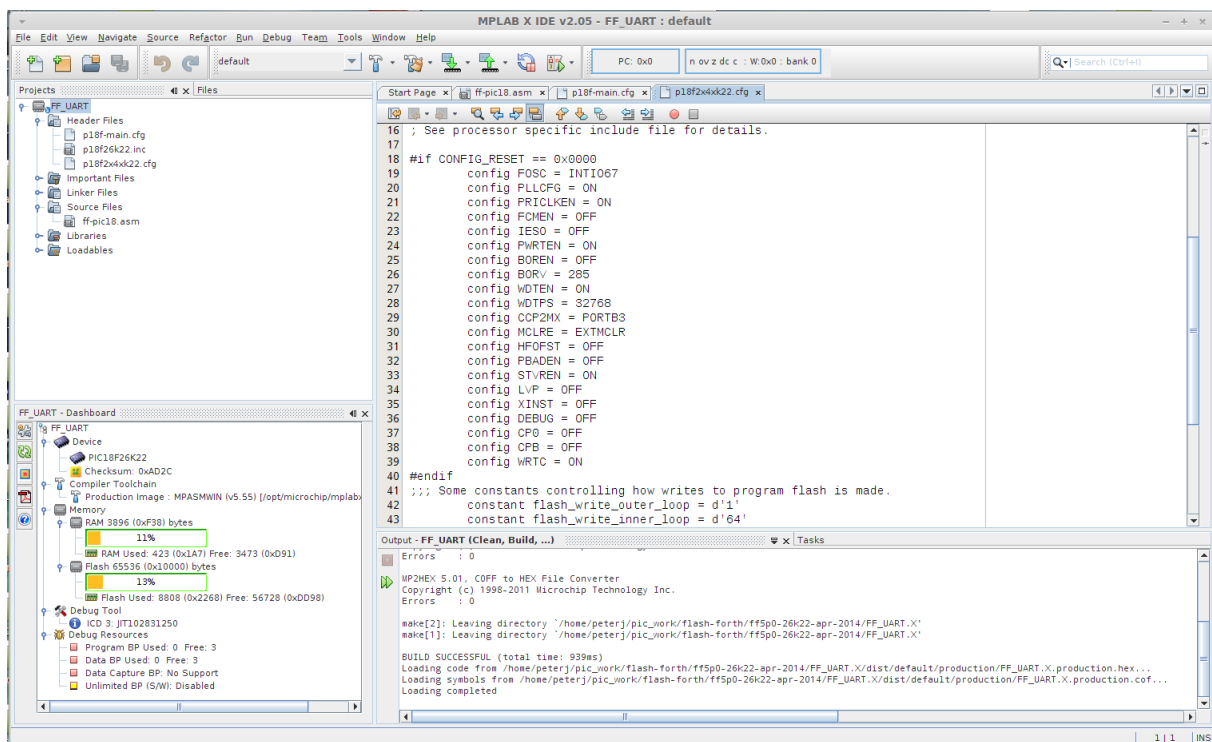 MPLAB X IDE v2.05 - FF_UART : default
File Edit View Navigate Source Refactor Run Debug Team Tools Window Help
default
PC: 0x0
n ov z dc c : W:0x0 : bank 0
Search (Ctrl+I)
Projects
Files
FF_UART
Header Files
p18f-main.cfg
p18f26k22.inc
p18f2x4xk22.cfg
Important Files
Linker Files
Source Files
ff-pic18.asm
Libraries
Loadables
FF_UART - Dashboard
FF_UART
Device
PIC18F26K22
Checksum: 0xAD2C
Compiler Toolchain
Production Image : MPASMWIN (v5.55) [/opt/microchip/mplabx
Memory
RAM 3896 (0xF38) bytes
11%
RAM Used: 423 (0x1A7) Free: 3473 (0xD91)
Flash 65536 (0x10000) bytes
13%
Flash Used: 8808 (0x2268) Free: 56728 (0xDD98)
Debug Tool
ICD 3: JIT102831250
Debug Resources
Program BP Used: 0 Free: 3
Data BP Used: 0 Free: 3
Data Capture BP: No Support
Unlimited BP (S/W): Disabled
Start Page
ff-pic18.asm
p18f-main.cfg
p18f2x4xk22.cfg
16 ; See processor specific include file for details.
17
18 #if CONFIG_RESET == 0x0000
19 config FOSC = INTIO67
20 config PLLCFG = ON
21 config PRICLKEN = ON
22 config FCMEN = OFF
23 config IESO = OFF
24 config PWRTEN = ON
25 config BOREN = OFF
26 config BORV = 285
27 config WDTEN = ON
28 config WDTPS = 32768
29 config CCP2MX = PORTB3
30 config MCLRE = EXTMCLR
31 config HFOFST = OFF
32 config PBADEN = OFF
33 config STVREN = ON
34 config LVP = OFF
35 config XINST = OFF
36 config DEBUG = OFF
37 config CP0 = OFF
38 config CPB = OFF
39 config WRTC = ON
40 #endif
41 ;;; Some constants controlling how writes to program flash is made.
42 constant flash_write_outer_loop = d'1'
43 constant flash_write_inner_loop = d'64'
Output - FF_UART (Clean, Build, ...)
Tasks
Errors : 0
MP2HEX 5.01, COFF to HEX File Converter
Copyright (c) 1998-2011 Microchip Technology Inc.
Errors : 0
make[2]: Leaving directory `/home/peterj/pic_work/flash-forth/ff5p0-26k22-apr-2014/FF_UART.X'
make[1]: Leaving directory `/home/peterj/pic_work/flash-forth/ff5p0-26k22-apr-2014/FF_UART.X'
BUILD SUCCESSFUL (total time: 939ms)
Loading code from /home/peterj/pic_work/flash-forth/ff5p0-26k22-apr-2014/FF_UART.X/dist/default/production/FF_UART.X.production.hex...
Loading symbols from /home/peterj/pic_work/flash-forth/ff5p0-26k22-apr-2014/FF_UART.X/dist/default/production/FF_UART.X.production.cof...
Loading completed
1 | 1
INS